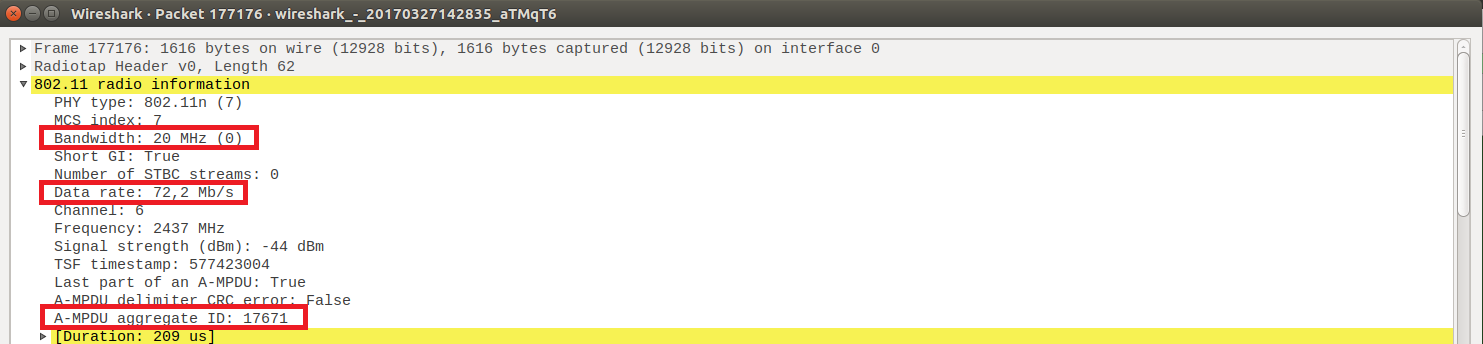 Wireshark · Packet 177176 · wireshark_-_20170327142835_aTMqT6
Frame 177176: 1616 bytes on wire (12928 bits), 1616 bytes captured (12928 bits) on interface 0
Radiotap Header v0, Length 62
802.11 radio information
PHY type: 802.11n (7)
MCS index: 7
Bandwidth: 20 MHz (0)
Short GI: True
Number of STBC streams: 0
Data rate: 72,2 Mb/s
Channel: 6
Frequency: 2437 MHz
Signal strength (dBm): -44 dBm
TSF timestamp: 577423004
Last part of an A-MPDU: True
A-MPDU delimiter CRC error: False
A-MPDU aggregate ID: 17671
[Duration: 209 us]